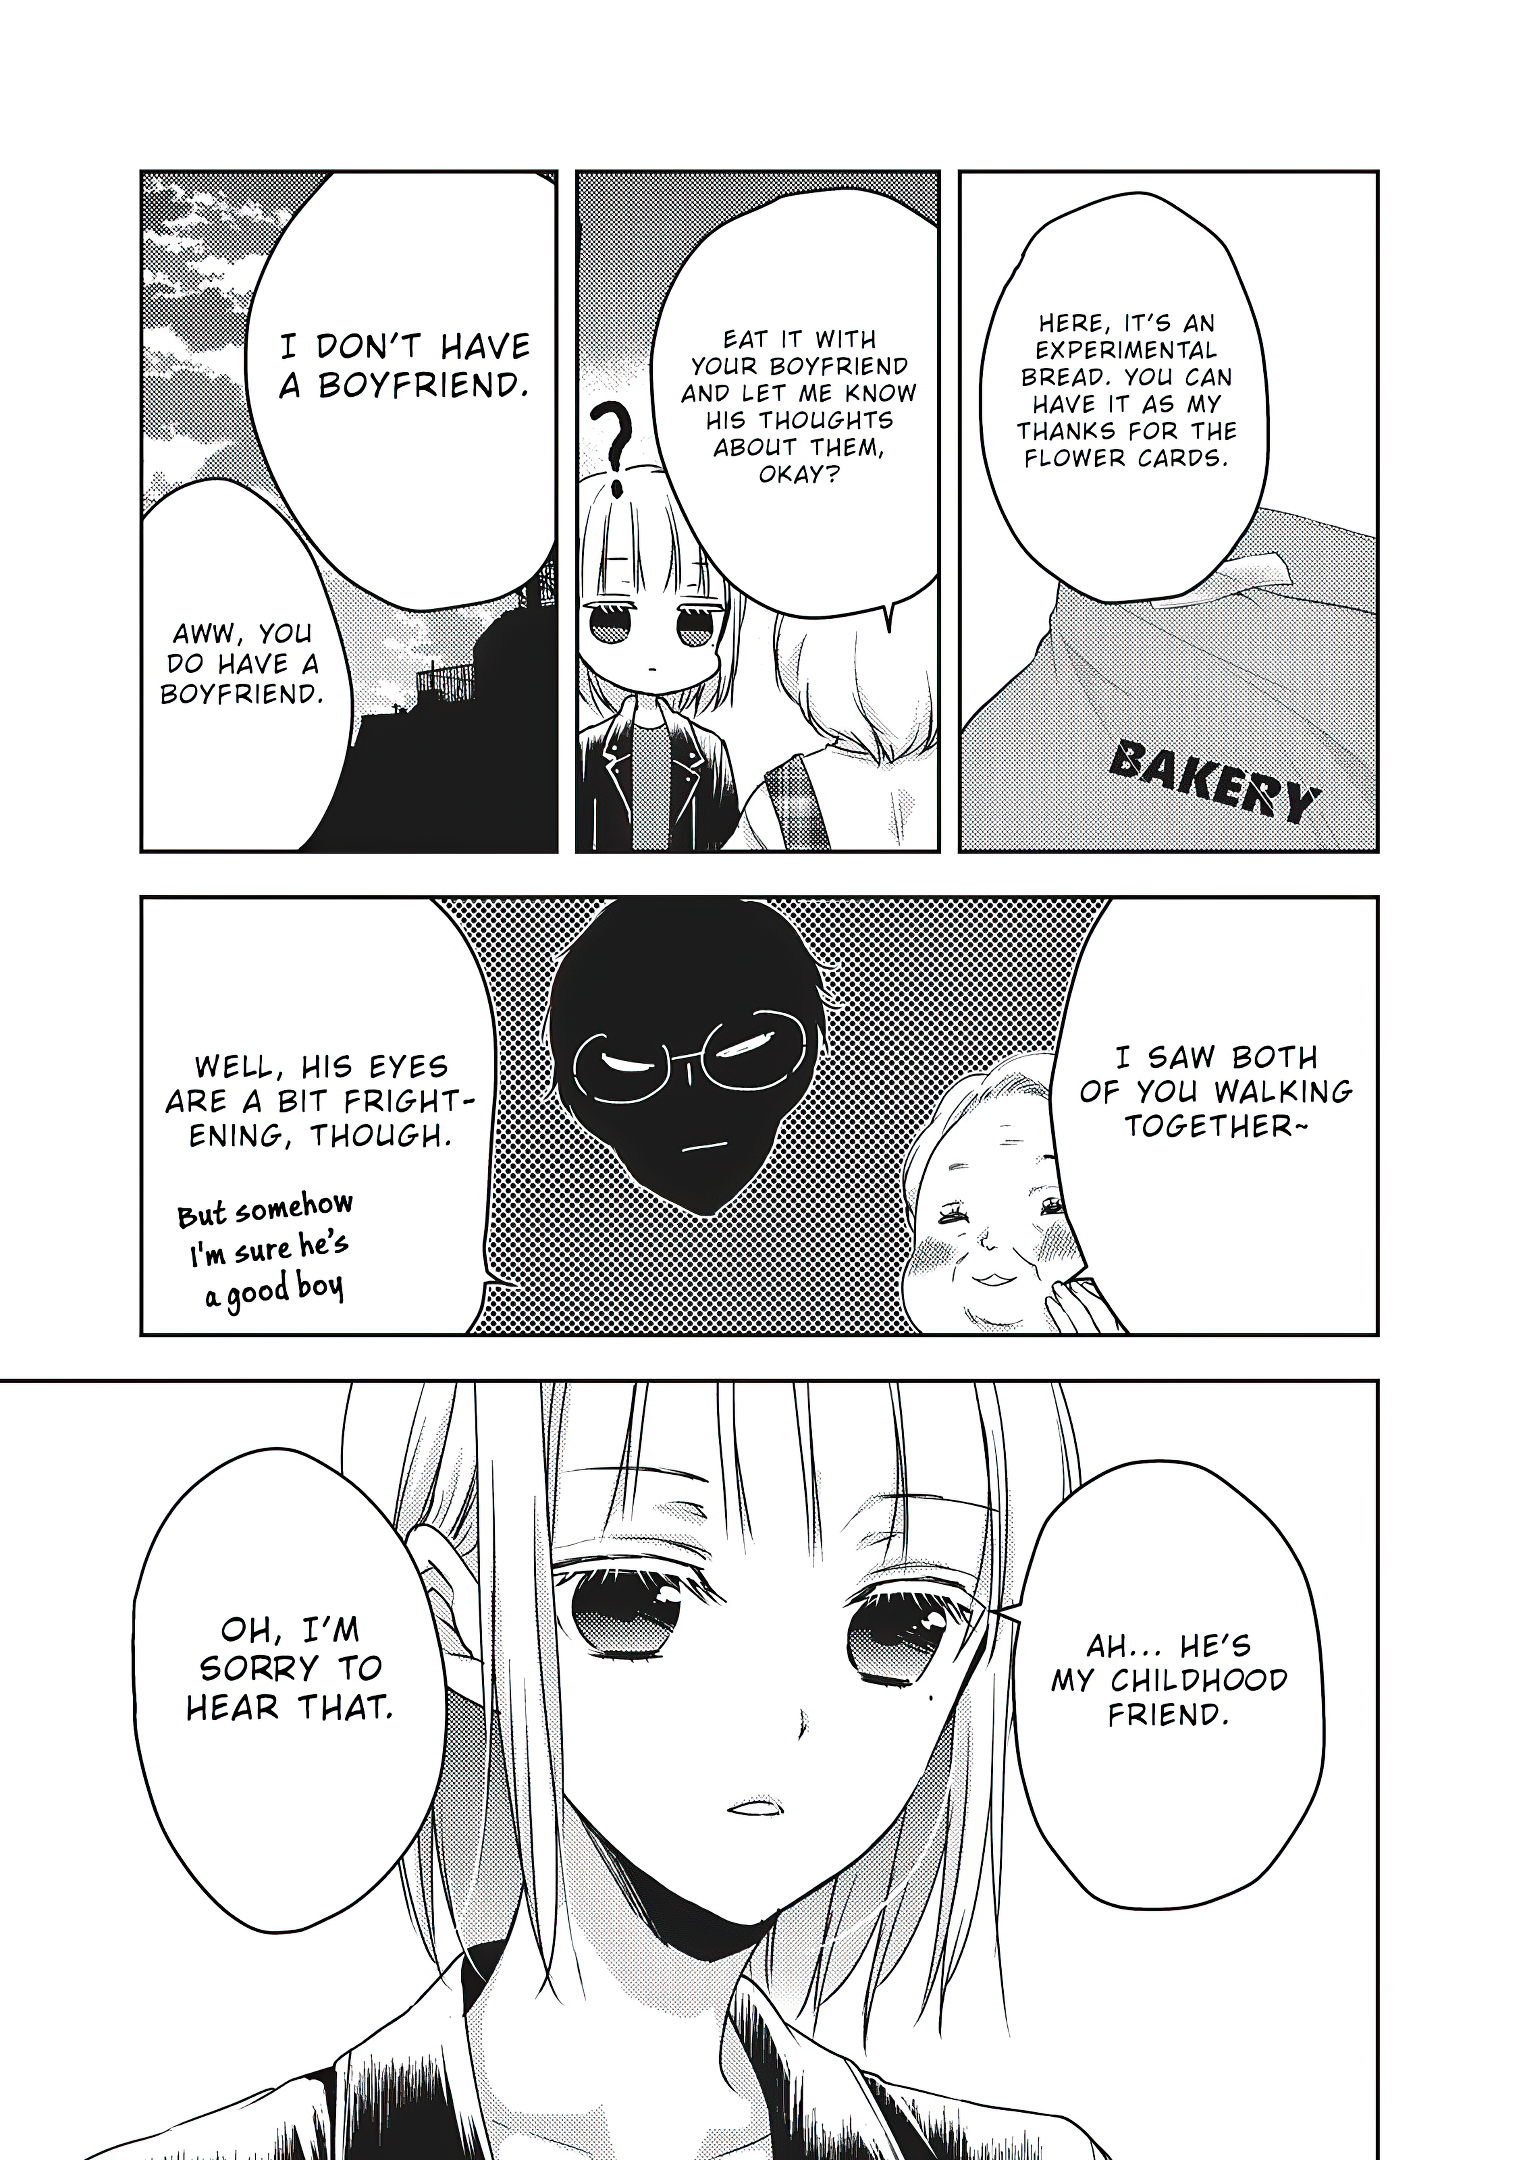 HERE, IT'S AN
EXPERIMENTAL
BREAD. YOU CAN
HAVE IT AS MY
THANKS FOR THE
FLOWER CARDS.
BAKERY
EAT IT WITH
YOUR BOYFRIEND
AND LET ME KNOW
HIS THOUGHTS
ABOUT THEM,
OKAY?
?
I DON'T HAVE
A BOYFRIEND.
AWW, YOU
DO HAVE A
BOYFRIEND.
I SAW BOTH
OF YOU WALKING
TOGETHER~
WELL, HIS EYES
ARE A BIT FRIGHT-
ENING, THOUGH.
But somehow
I'm sure he's
a good boy
AH... HE'S
MY CHILDHOOD
FRIEND.
OH, I'M
SORRY TO
HEAR THAT.